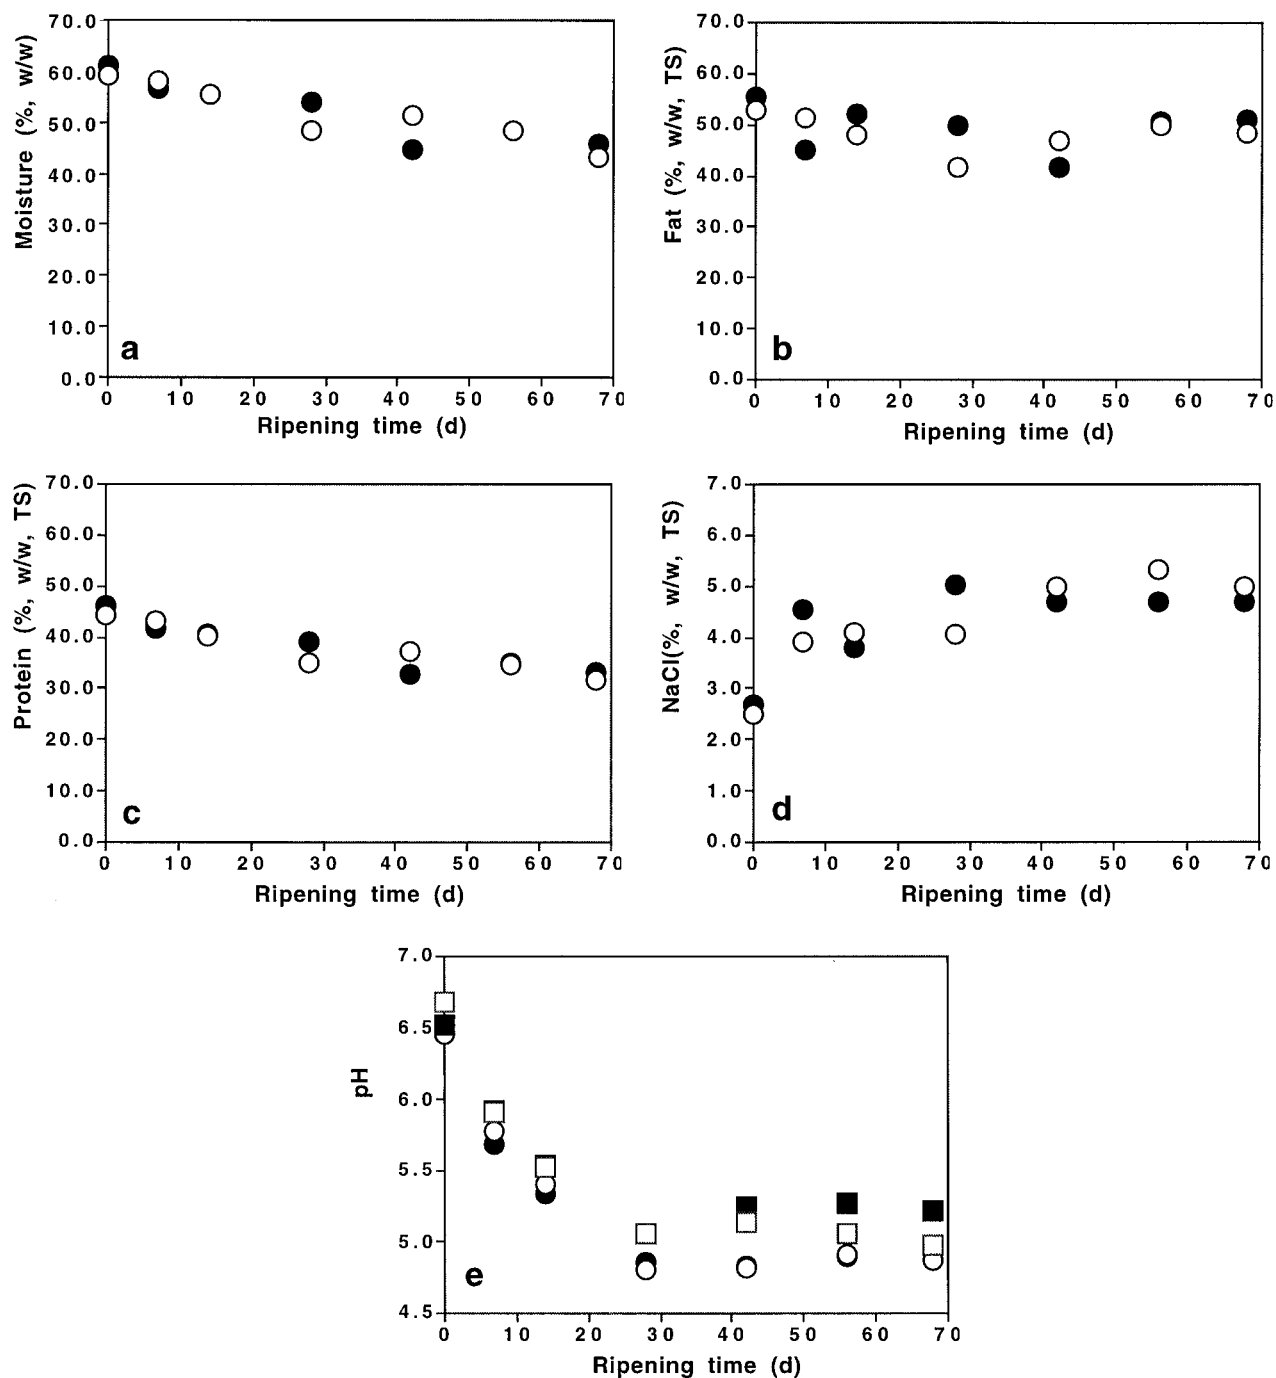 Moisture (%, w/w)
70.0
60.0
50.0
40.0
30.0
20.0
10.0
0.0
a
0 10 20 30 40 50 60 70
Ripening time (d)
Fat (%, w/w, TS)
70.0
60.0
50.0
40.0
30.0
20.0
10.0
0.0
b
0 10 20 30 40 50 60 70
Ripening time (d)
Protein (%, w/w, TS)
70.0
60.0
50.0
40.0
30.0
20.0
10.0
0.0
c
0 10 20 30 40 50 60 70
Ripening time (d)
NaCl(%, w/w, TS)
7.0
6.0
5.0
4.0
3.0
2.0
1.0
0.0
d
0 10 20 30 40 50 60 70
Ripening time (d)
pH
7.0
6.5
6.0
5.5
5.0
4.5
e
0 10 20 30 40 50 60 70
Ripening time (d)